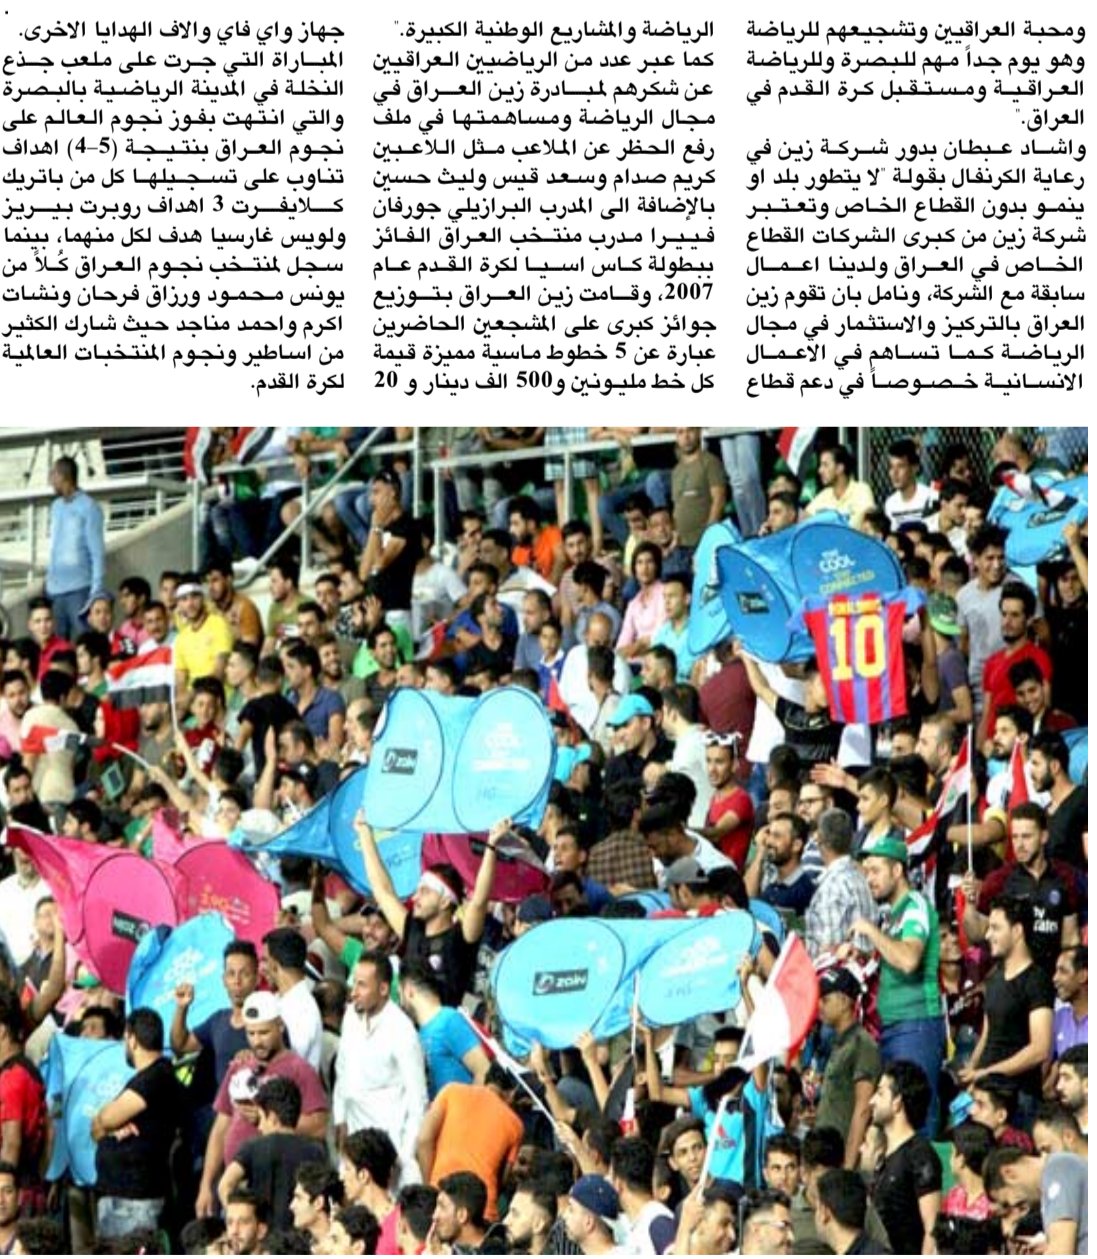 ومحبة العراقيين وتشجيعهم للرياضة
وهو يوم جداً مهم للبصرة وللرياضة
العراقية ومستقبل كرة القدم في
العراق."
واشاد عبطان بدور شركة زين في
رعاية الكرنفال بقولة "لا يتطور بلد او
ينمو بدون القطاع الخاص وتعتبر
شركة زين من كبرى الشركات القطاع
الخاص في العراق ولدينا اعمال
سابقة مع الشركة، ونامل بان تقوم زين
العراق بالتركيز والاستثمار في مجال
الرياضة كما تساهم في الاعمال
الانسانية خصوصاً في دعم قطاع
الرياضة والمشاريع الوطنية الكبيرة."
كما عبر عدد من الرياضيين العراقيين
عن شكرهم لمبادرة زين العراق في
مجال الرياضة ومساهمتها في ملف
رفع الحظر عن الملاعب مثل اللاعبين
كريم صدام وسعد قيس وليث حسين
بالإضافة الى المدرب البرازيلي جورفان
فييرا مدرب منتخب العراق الفائز
ببطولة كاس اسيا لكرة القدم عام
2007، وقامت زين العراق بتوزيع
جوائز كبرى على المشجعين الحاضرين
عبارة عن 5 خطوط ماسية مميزة قيمة
كل خط مليونين و500 الف دينار و 20
جهاز واي فاي والاف الهدايا الاخرى.
المباراة التي جرت على ملعب جذع
النخلة في المدينة الرياضية بالبصرة
والتي انتهت بفوز نجوم العالم على
نجوم العراق بنتيجة (5–4) اهداف
تناوب على تسجيلها كل من باتريك
كلايفرت 3 اهداف روبرت بيريز
ولويس غارسيا هدف لكل منهما، بينما
سجل لمنتخب نجوم العراق كُلاً من
يونس محمود ورزاق فرحان ونشات
اكرم واحمد مناجد حيث شارك الكثير
من اساطير ونجوم المنتخبات العالمية
لكرة القدم.
THE
COOL
CONNECTED
10
ZAIN
COOL
ZAIN